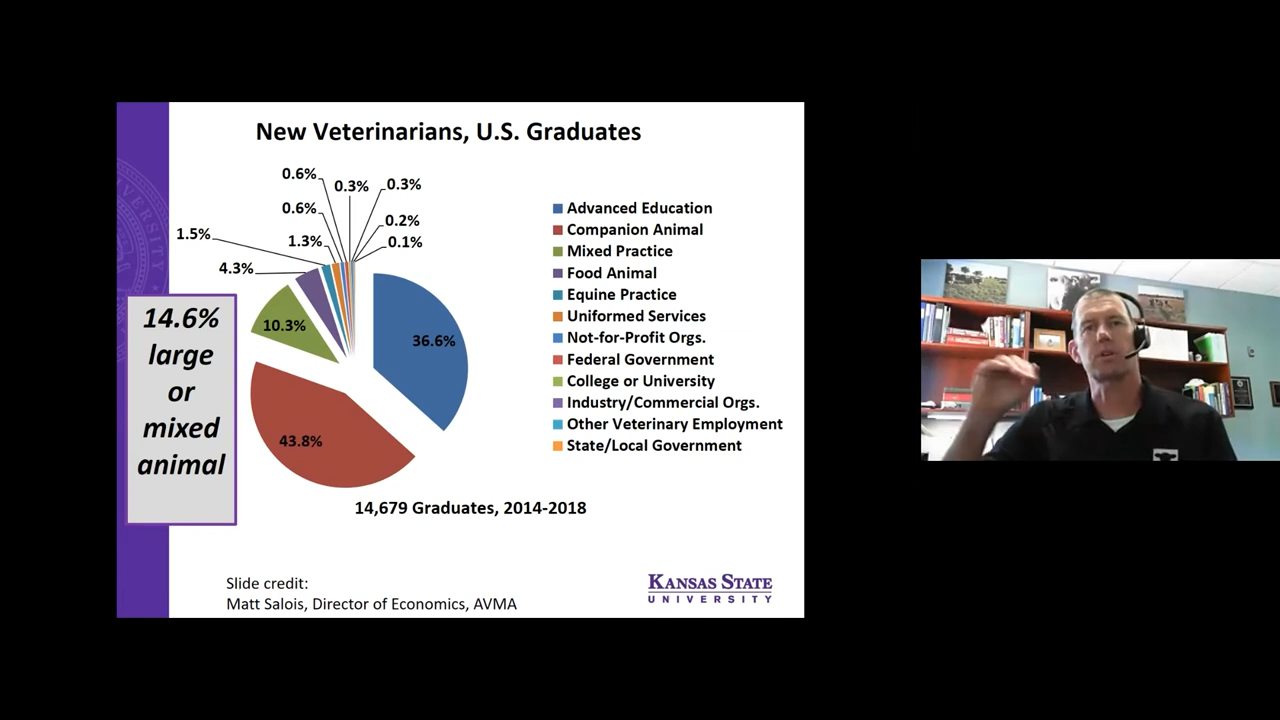 New Veterinarians, U.S. Graduates
0.6%
0.3%
0.3%
0.6%
0.2%
1.5%
1.3%
0.1%
4.3%
10.3%
36.6%
43.8%
14.6%
large
or
mixed
animal
Advanced Education
Companion Animal
Mixed Practice
Food Animal
Equine Practice
Uniformed Services
Not-for-Profit Orgs.
Federal Government
College or University
Industry/Commercial Orgs.
Other Veterinary Employment
State/Local Government
14,679 Graduates, 2014-2018
Slide credit:
Matt Salois, Director of Economics, AVMA
KANSAS STATE
UNIVERSITY